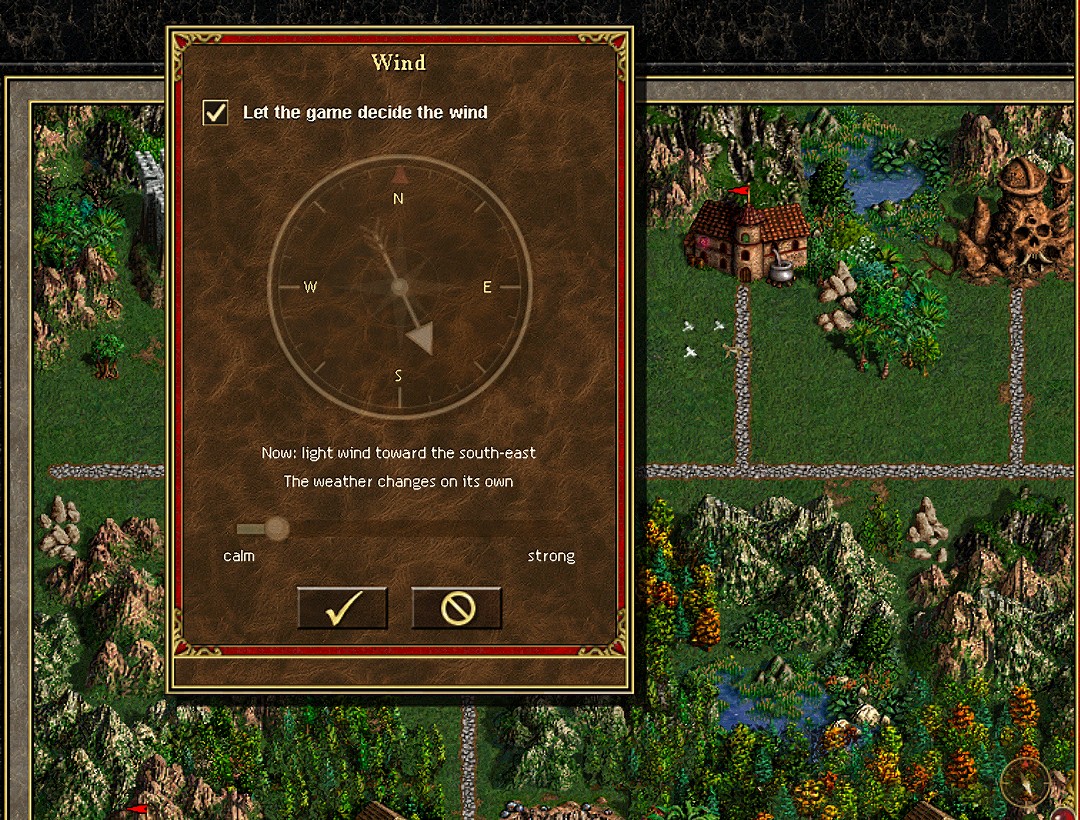 Wind
Let the game decide the wind
N
W
E
S
Now: light wind toward the south-east
The weather changes on its own
calm
strong